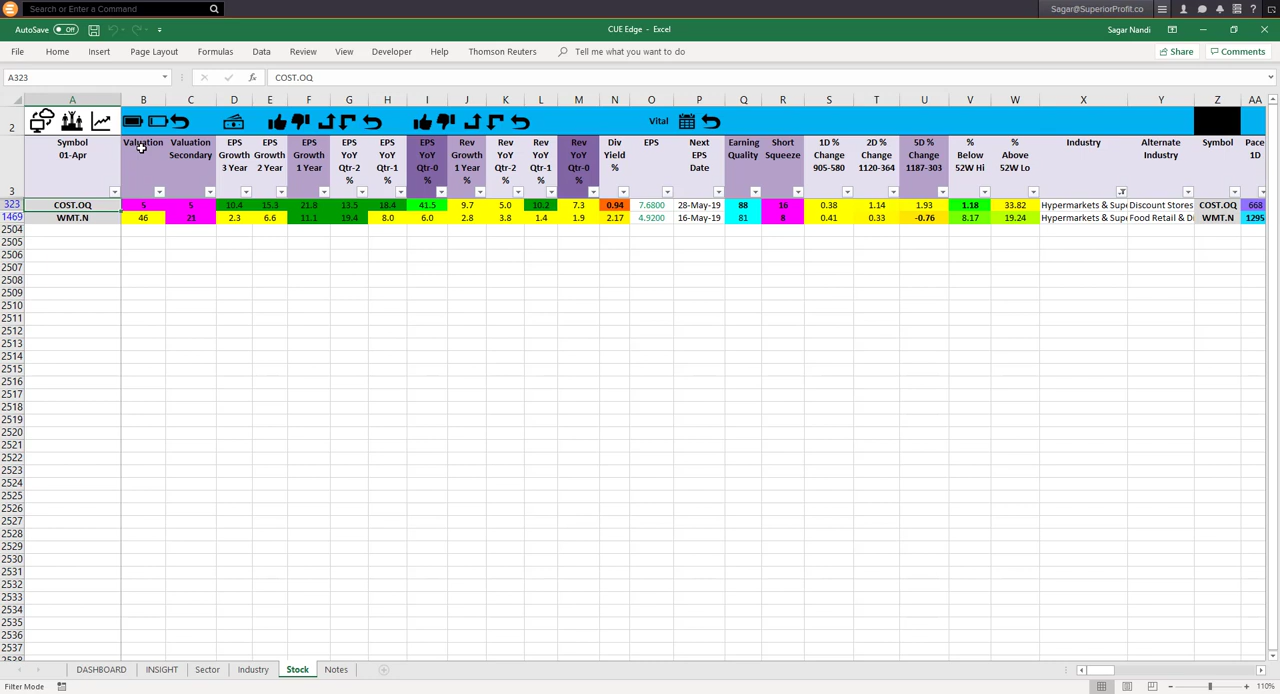 Search or Enter a Command
Sagar@SuperiorProfit.co
AutoSave Off
CUE Edge - Excel
Sagar Nandi
File Home Insert Page Layout Formulas Data Review View Developer Help Thomson Reuters Tell me what you want to do Share Comments
A323 fx COST.OQ
A B C D E F G H I J K L M N O P Q R S T U V W X Y Z AA
2 Vital
3 Symbol 01-Apr Valuation Valuation Secondary EPS Growth 3 Year EPS Growth 2 Year EPS Growth 1 Year EPS YoY Qtr-2 % EPS YoY Qtr-1 % EPS YoY Qtr-0 % Rev Growth 1 Year Rev YoY Qtr-2 % Rev YoY Qtr-1 % Rev YoY Qtr-0 % Div Yield % EPS Next EPS Date Earning Quality Short Squeeze 1D % Change 905-580 2D % Change 1120-364 5D % Change 1187-303 % Below 52W Hi % Above 52W Lo Industry Alternate Industry Symbol Pace 1D
323 COST.OQ 5 5 10.4 15.3 21.8 13.5 18.4 41.5 9.7 5.0 10.2 7.3 0.94 7.6800 28-May-19 88 16 0.38 1.14 1.93 1.18 33.82 Hypermarkets & Supe Discount Stores COST.OQ 668
1469 WMT.N 46 21 2.3 6.6 11.1 19.4 8.0 6.0 2.8 3.8 1.4 1.9 2.17 4.9200 16-May-19 81 8 0.41 0.33 -0.76 8.17 19.24 Hypermarkets & Supe Food Retail & Di WMT.N 1295
2504
2505
2506
2507
2508
2509
2510
2511
2512
2513
2514
2515
2516
2517
2518
2519
2520
2521
2522
2523
2524
2525
2526
2527
2528
2529
2530
2531
2532
2533
2534
2535
2536
2537
2538
DASHBOARD INSIGHT Sector Industry Stock Notes
Filter Mode 110%